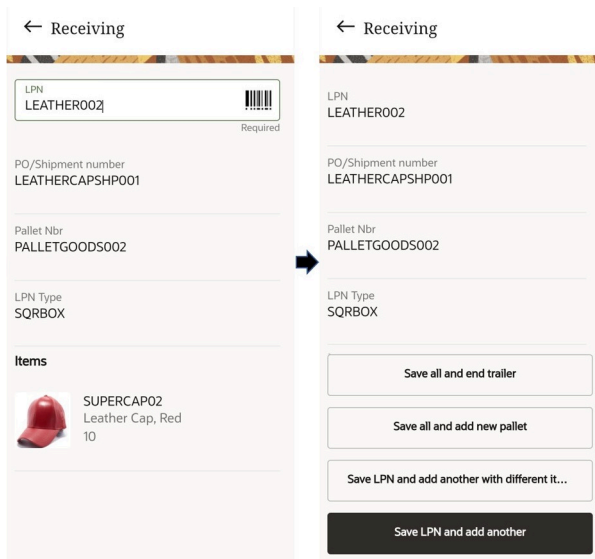 Receiving
LPN
LEATHER002
Required
PO/Shipment number
LEATHERCAPSHP001
Pallet Nbr
PALLETGOODS002
LPN Type
SQRBOX
Items
SUPERCAP02
Leather Cap, Red
10
Receiving
LPN
LEATHER002
PO/Shipment number
LEATHERCAPSHP001
Pallet Nbr
PALLETGOODS002
LPN Type
SQRBOX
Save all and end trailer
Save all and add new pallet
Save LPN and add another with different it...
Save LPN and add another